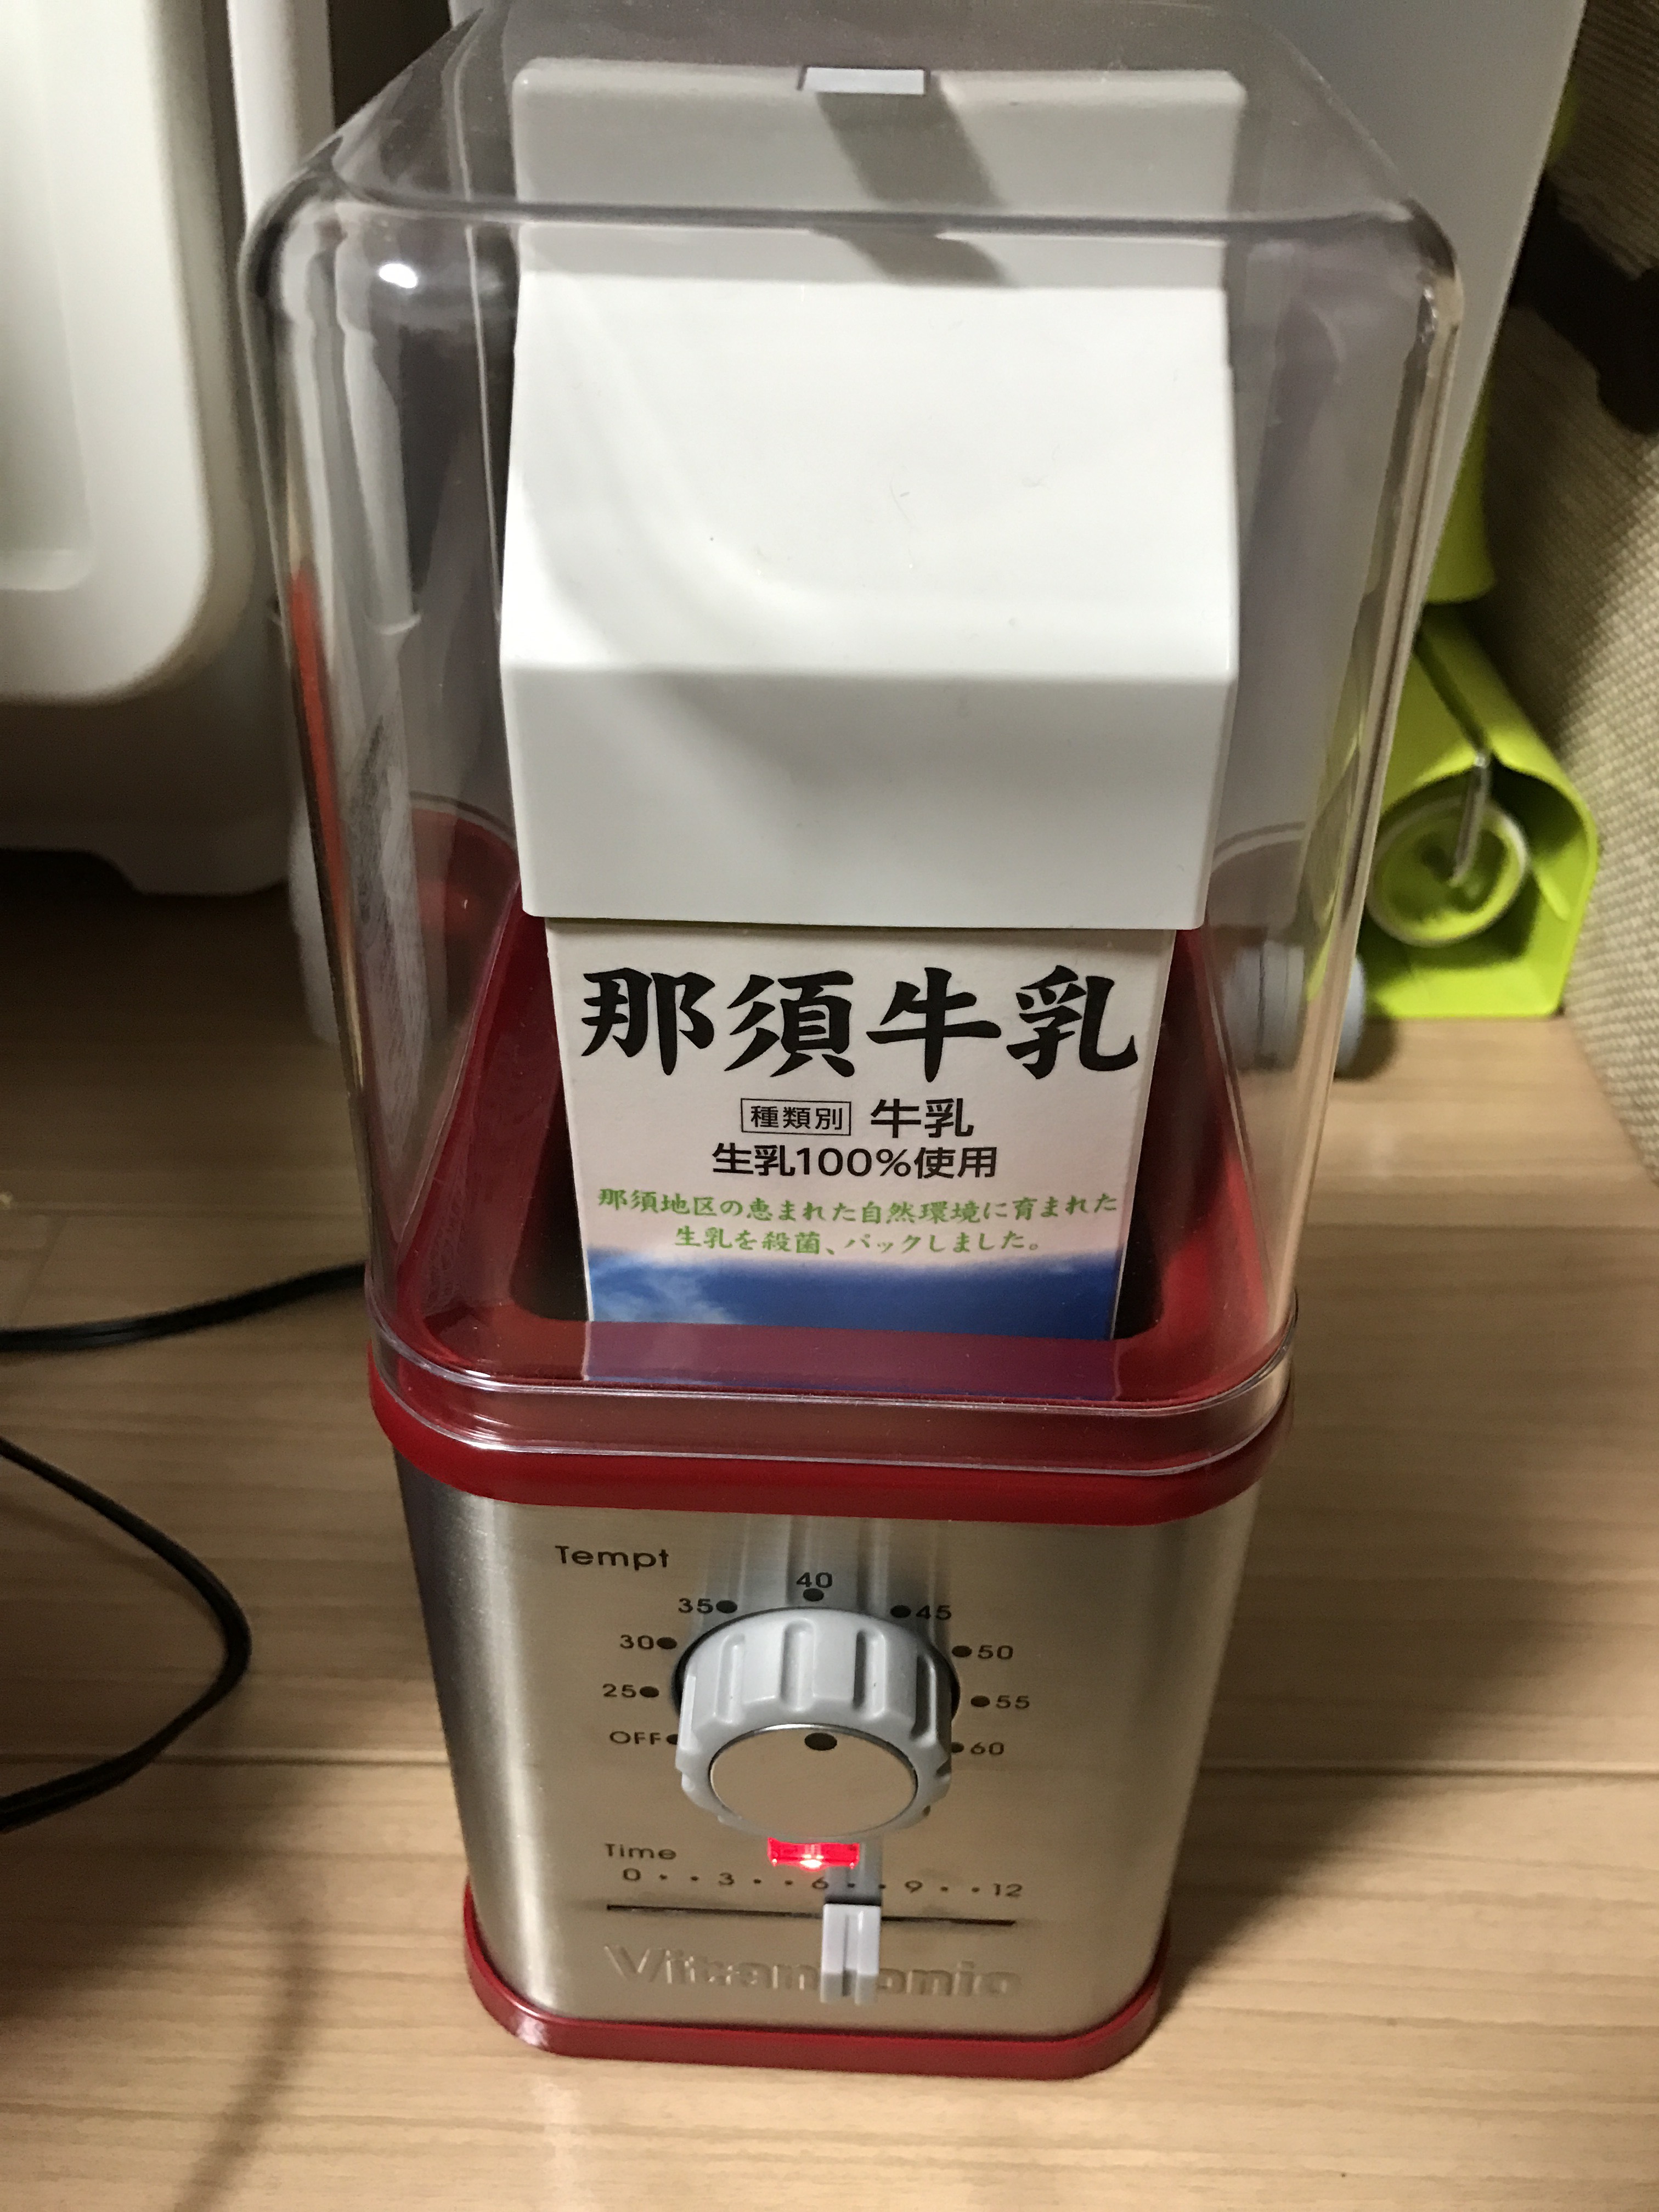 那須牛乳
種類別 牛乳
生乳100%使用
那須地区の恵まれた自然環境に育まれた
生乳を殺菌、パックしました。
Tempt
40
35 45
30 50
25 55
OFF 60
Time
0 3 6 9 12